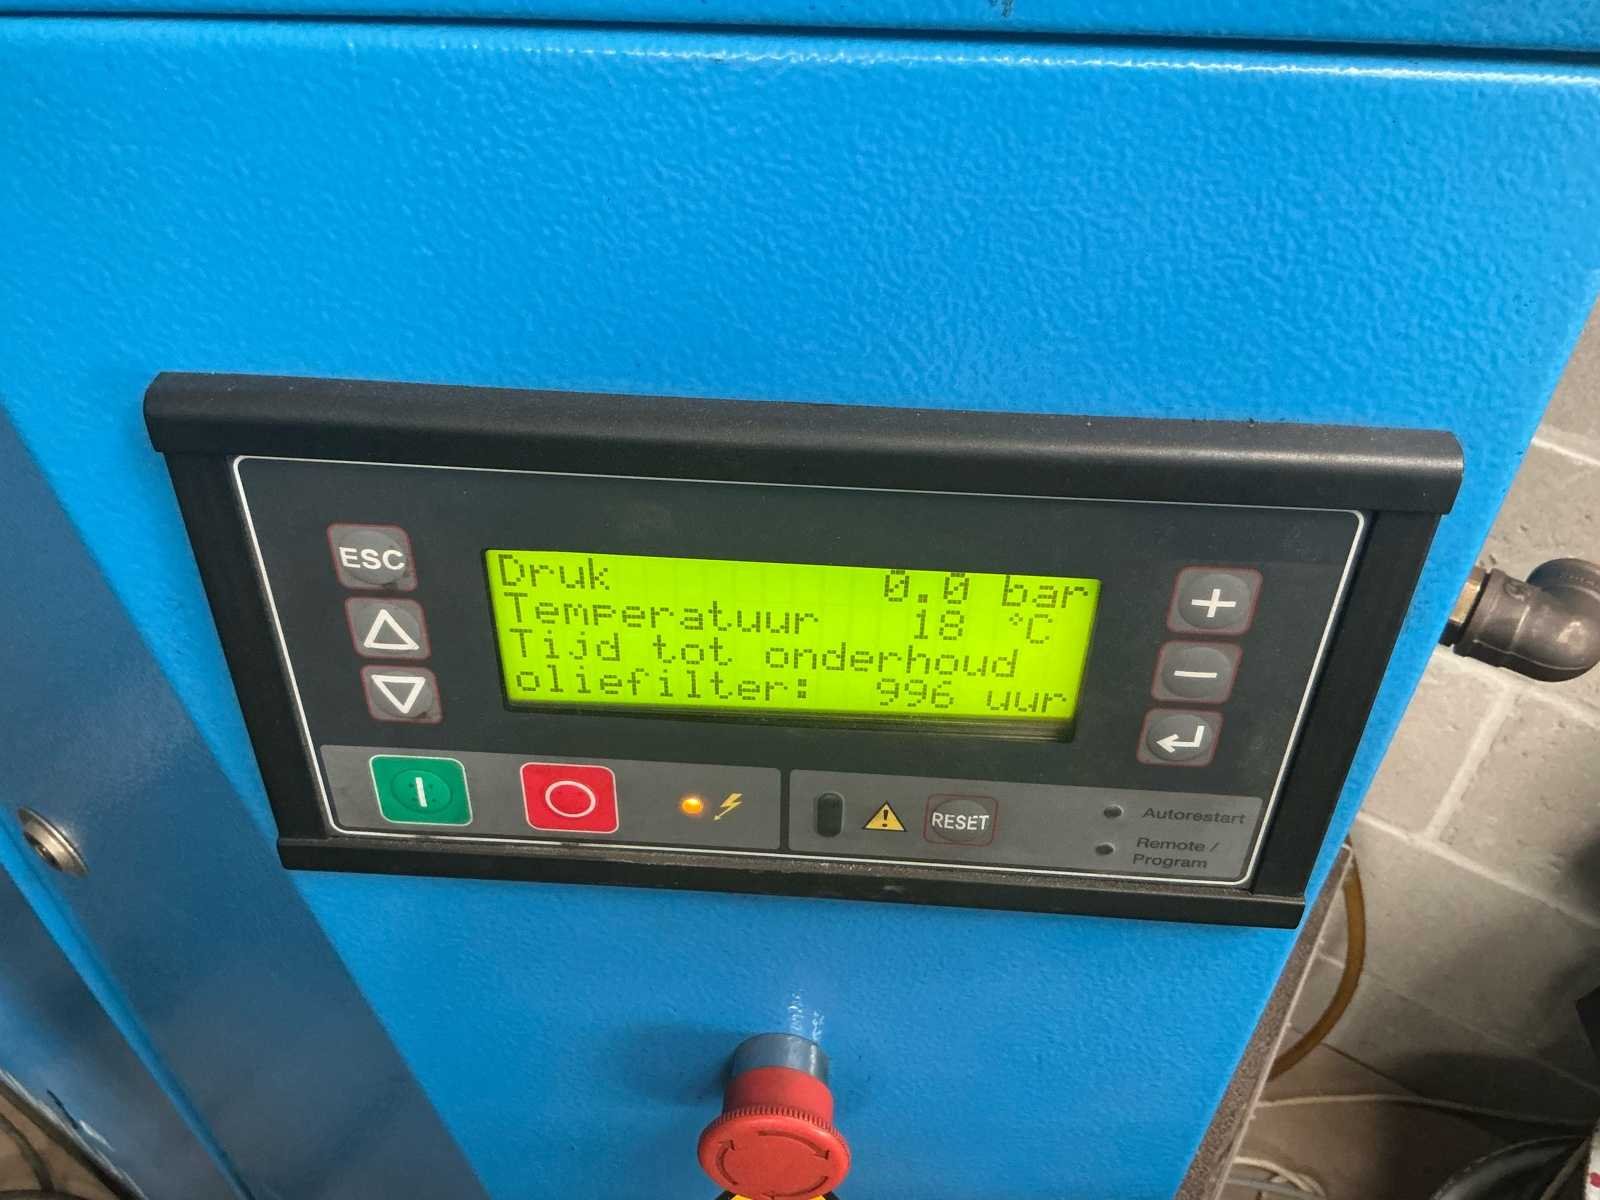 ESC
Druk 0.0 bar
Temperatuur 18 °C
Tijd tot onderhoud
oliefilter: 996 uur
RESET
Autorestart
Remote /
Program